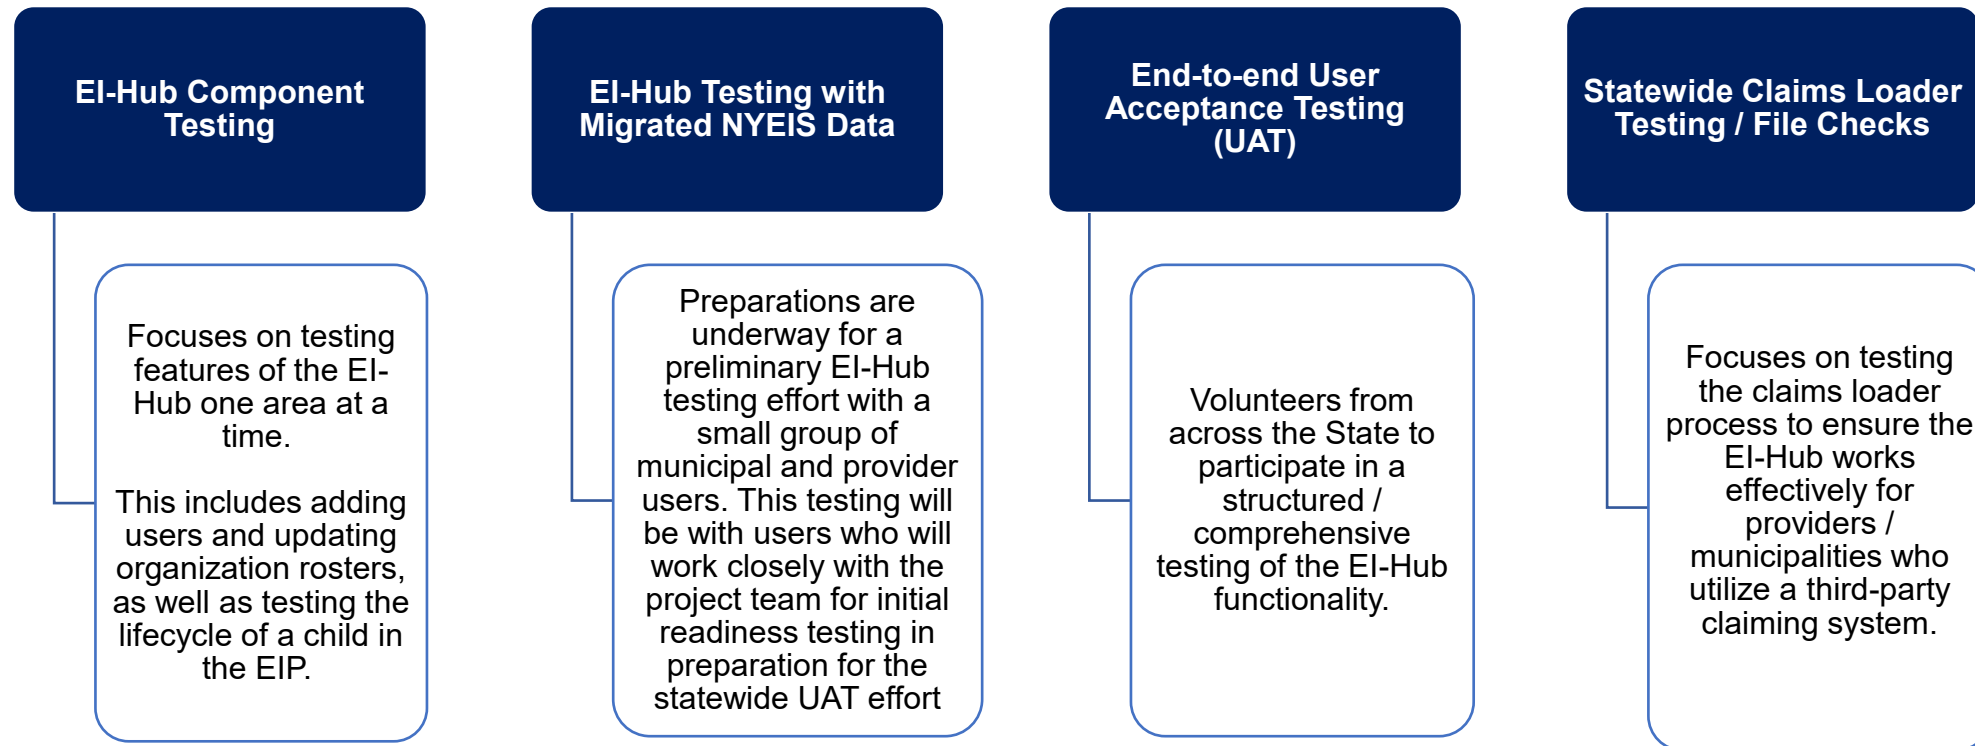 EI-Hub Component
Testing
Focuses on testing
features of the EI-
Hub one area at a
time.
This includes adding
users and updating
organization rosters,
as well as testing the
lifecycle of a child in
the EIP.
EI-Hub Testing with
Migrated NYEIS Data
Preparations are
underway for a
preliminary EI-Hub
testing effort with a
small group of
municipal and provider
users. This testing will
be with users who will
work closely with the
project team for initial
readiness testing in
preparation for the
statewide UAT effort
End-to-end User
Acceptance Testing
(UAT)
Volunteers from
across the State to
participate in a
structured /
comprehensive
testing of the EI-Hub
functionality.
Statewide Claims Loader
Testing / File Checks
Focuses on testing
the claims loader
process to ensure the
EI-Hub works
effectively for
providers /
municipalities who
utilize a third-party
claiming system.